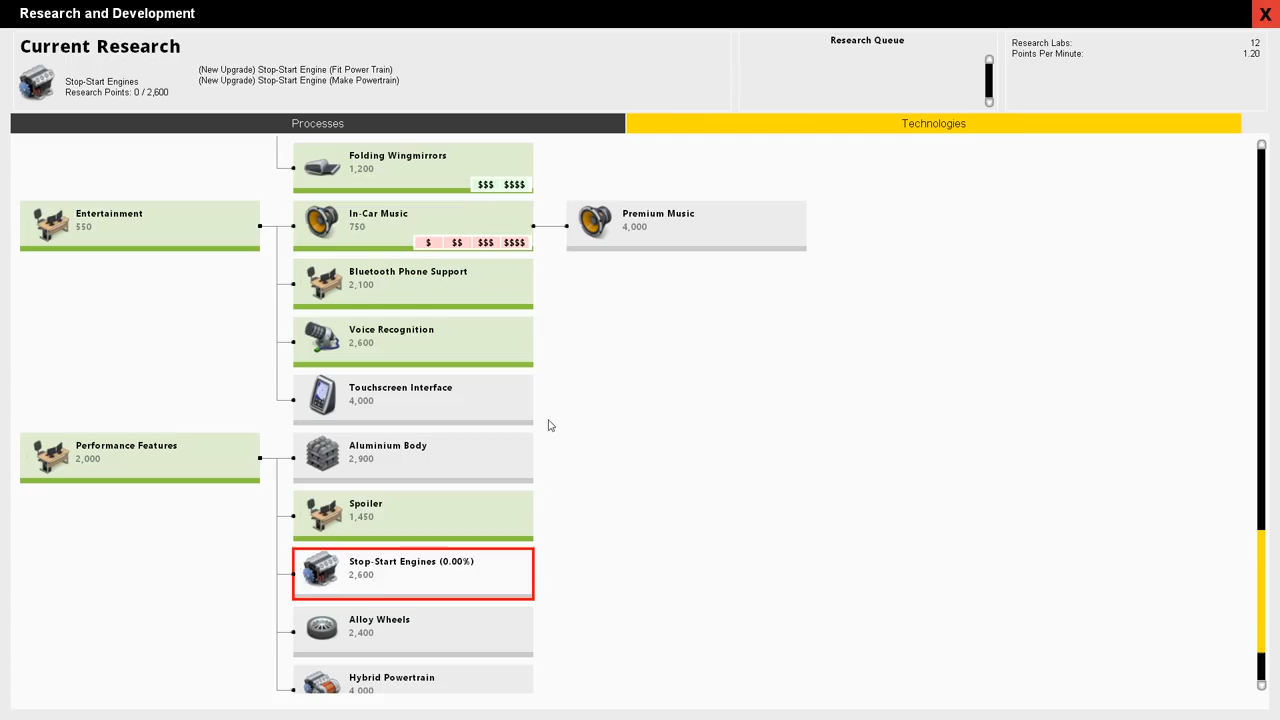 Research and Development
X
Current Research
Stop-Start Engines
Research Points: 0 / 2,600
(New Upgrade) Stop-Start Engine (Fit Power Train)
(New Upgrade) Stop-Start Engine (Make Powertrain)
Research Queue
Research Labs: 12
Points Per Minute: 1.20
Processes
Technologies
Folding Wingmirrors
1,200
$$$ $$$$
Entertainment
550
In-Car Music
750
$ $$ $$$ $$$$
Premium Music
4,000
Bluetooth Phone Support
2,100
Voice Recognition
2,600
Touchscreen Interface
4,000
Performance Features
2,000
Aluminium Body
2,900
Spoiler
1,450
Stop-Start Engines (0.00%)
2,600
Alloy Wheels
2,400
Hybrid Powertrain
4,000